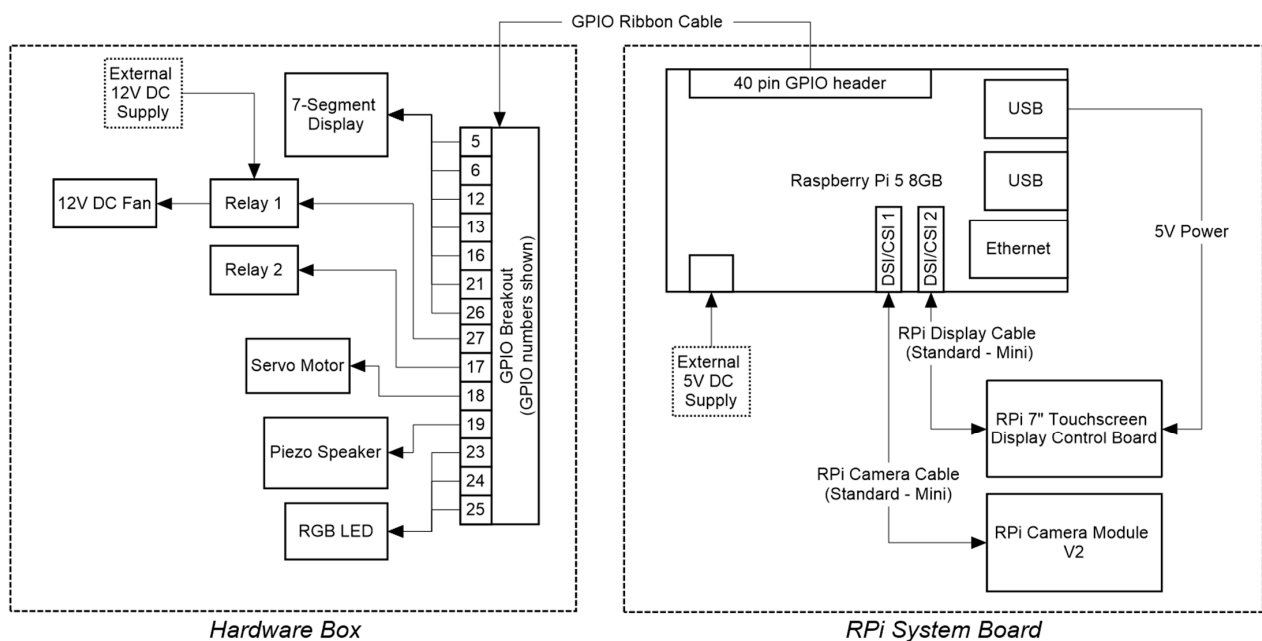 GPIO Ribbon Cable
External
12V DC
Supply
7-Segment
Display
12V DC Fan
Relay 1
Relay 2
Servo Motor
Piezo Speaker
RGB LED
5
6
12
13
16
21
26
27
17
18
19
23
24
25
GPIO Breakout
(GPIO numbers shown)
Hardware Box
40 pin GPIO header
USB
USB
Raspberry Pi 5 8GB
DSI/CSI 1
DSI/CSI 2
Ethernet
5V Power
External
5V DC
Supply
RPi Display Cable
(Standard - Mini)
RPi 7" Touchscreen
Display Control Board
RPi Camera Cable
(Standard - Mini)
RPi Camera Module
V2
RPi System Board